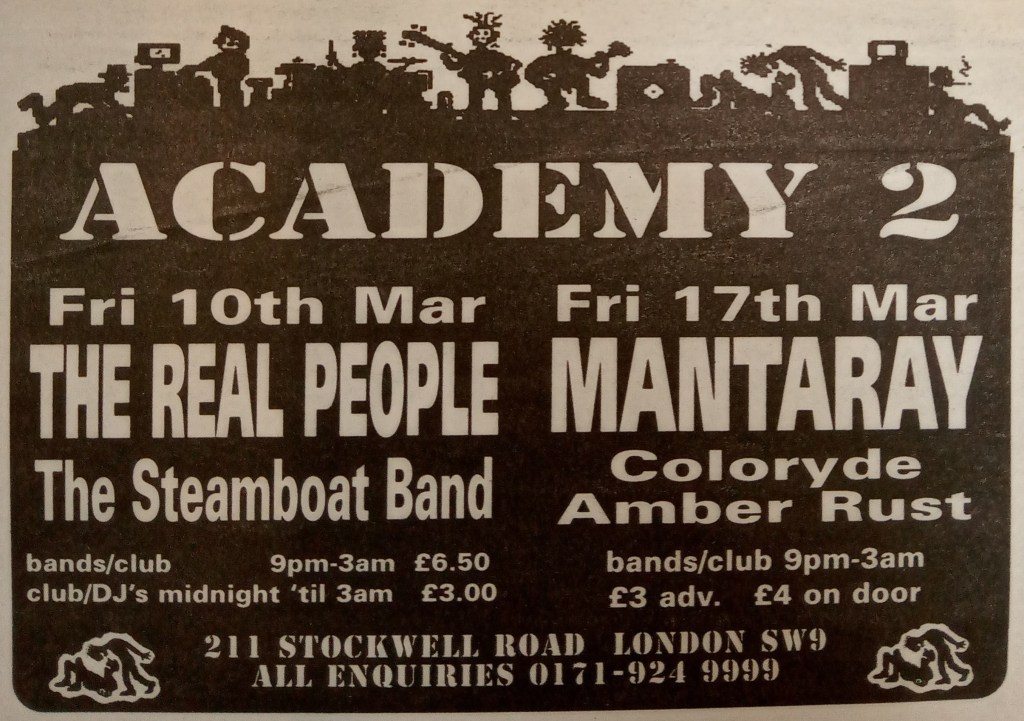 ACADEMY 2
Fri 10th Mar
THE REAL PEOPLE
The Steamboat Band
bands/club 9pm-3am £6.50
club/DJ's midnight 'til 3am £3.00
Fri 17th Mar
MANTARAY
Coloryde
Amber Rust
bands/club 9pm-3am
£3 adv. £4 on door
211 STOCKWELL ROAD LONDON SW9
ALL ENQUIRIES 0171-924 9999